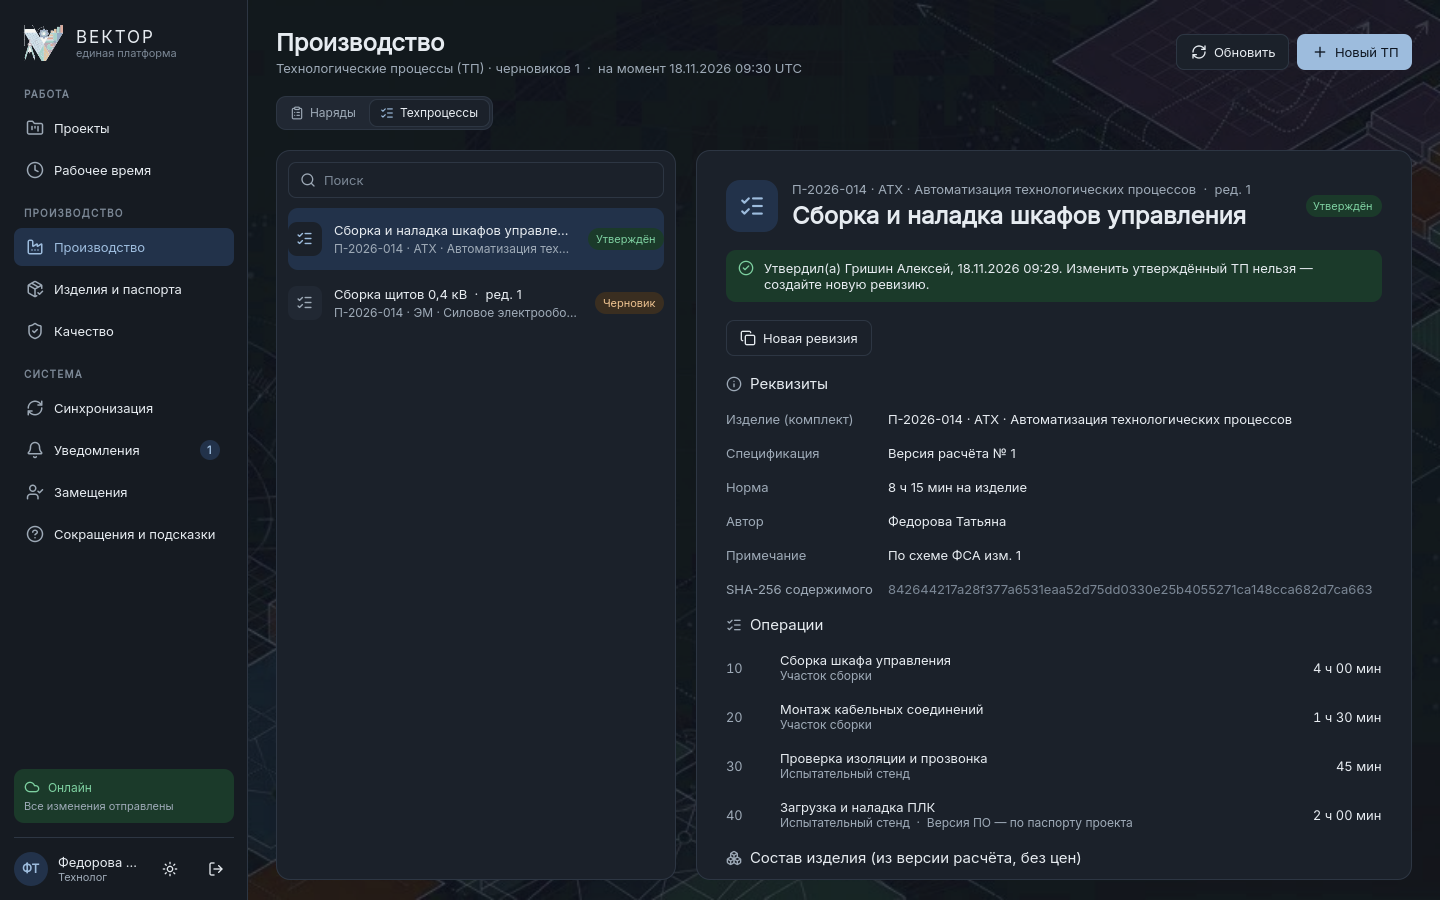 ВЕКТОР
единая платформа
РАБОТА
Проекты
Рабочее время
ПРОИЗВОДСТВО
Производство
Изделия и паспорта
Качество
СИСТЕМА
Синхронизация
Уведомления 1
Замещения
Сокращения и подсказки
Онлайн
Все изменения отправлены
ФТ
Федорова ...
Технолог
Производство
Технологические процессы (ТП) · черновиков 1 · на момент 18.11.2026 09:30 UTC
Обновить
Новый ТП
Наряды
Техпроцессы
Поиск
Сборка и наладка шкафов управле...
П-2026-014 · АТХ · Автоматизация тех...
Утверждён
Сборка щитов 0,4 кВ · ред. 1
П-2026-014 · ЭМ · Силовое электрообо...
Черновик
П-2026-014 · АТХ · Автоматизация технологических процессов · ред. 1
Сборка и наладка шкафов управления
Утверждён
Утвердил(а) Гришин Алексей, 18.11.2026 09:29. Изменить утверждённый ТП нельзя —
создайте новую ревизию.
Новая ревизия
Реквизиты
Изделие (комплект) П-2026-014 · АТХ · Автоматизация технологических процессов
Спецификация Версия расчёта № 1
Норма 8 ч 15 мин на изделие
Автор Федорова Татьяна
Примечание По схеме ФСА изм. 1
SHA-256 содержимого 842644217a28f377a6531eaa52d75dd0330e25b4055271ca148cca682d7ca663
Операции
10 Сборка шкафа управления 4 ч 00 мин
Участок сборки
20 Монтаж кабельных соединений 1 ч 30 мин
Участок сборки
30 Проверка изоляции и прозвонка 45 мин
Испытательный стенд
40 Загрузка и наладка ПЛК 2 ч 00 мин
Испытательный стенд · Версия ПО — по паспорту проекта
Состав изделия (из версии расчёта, без цен)